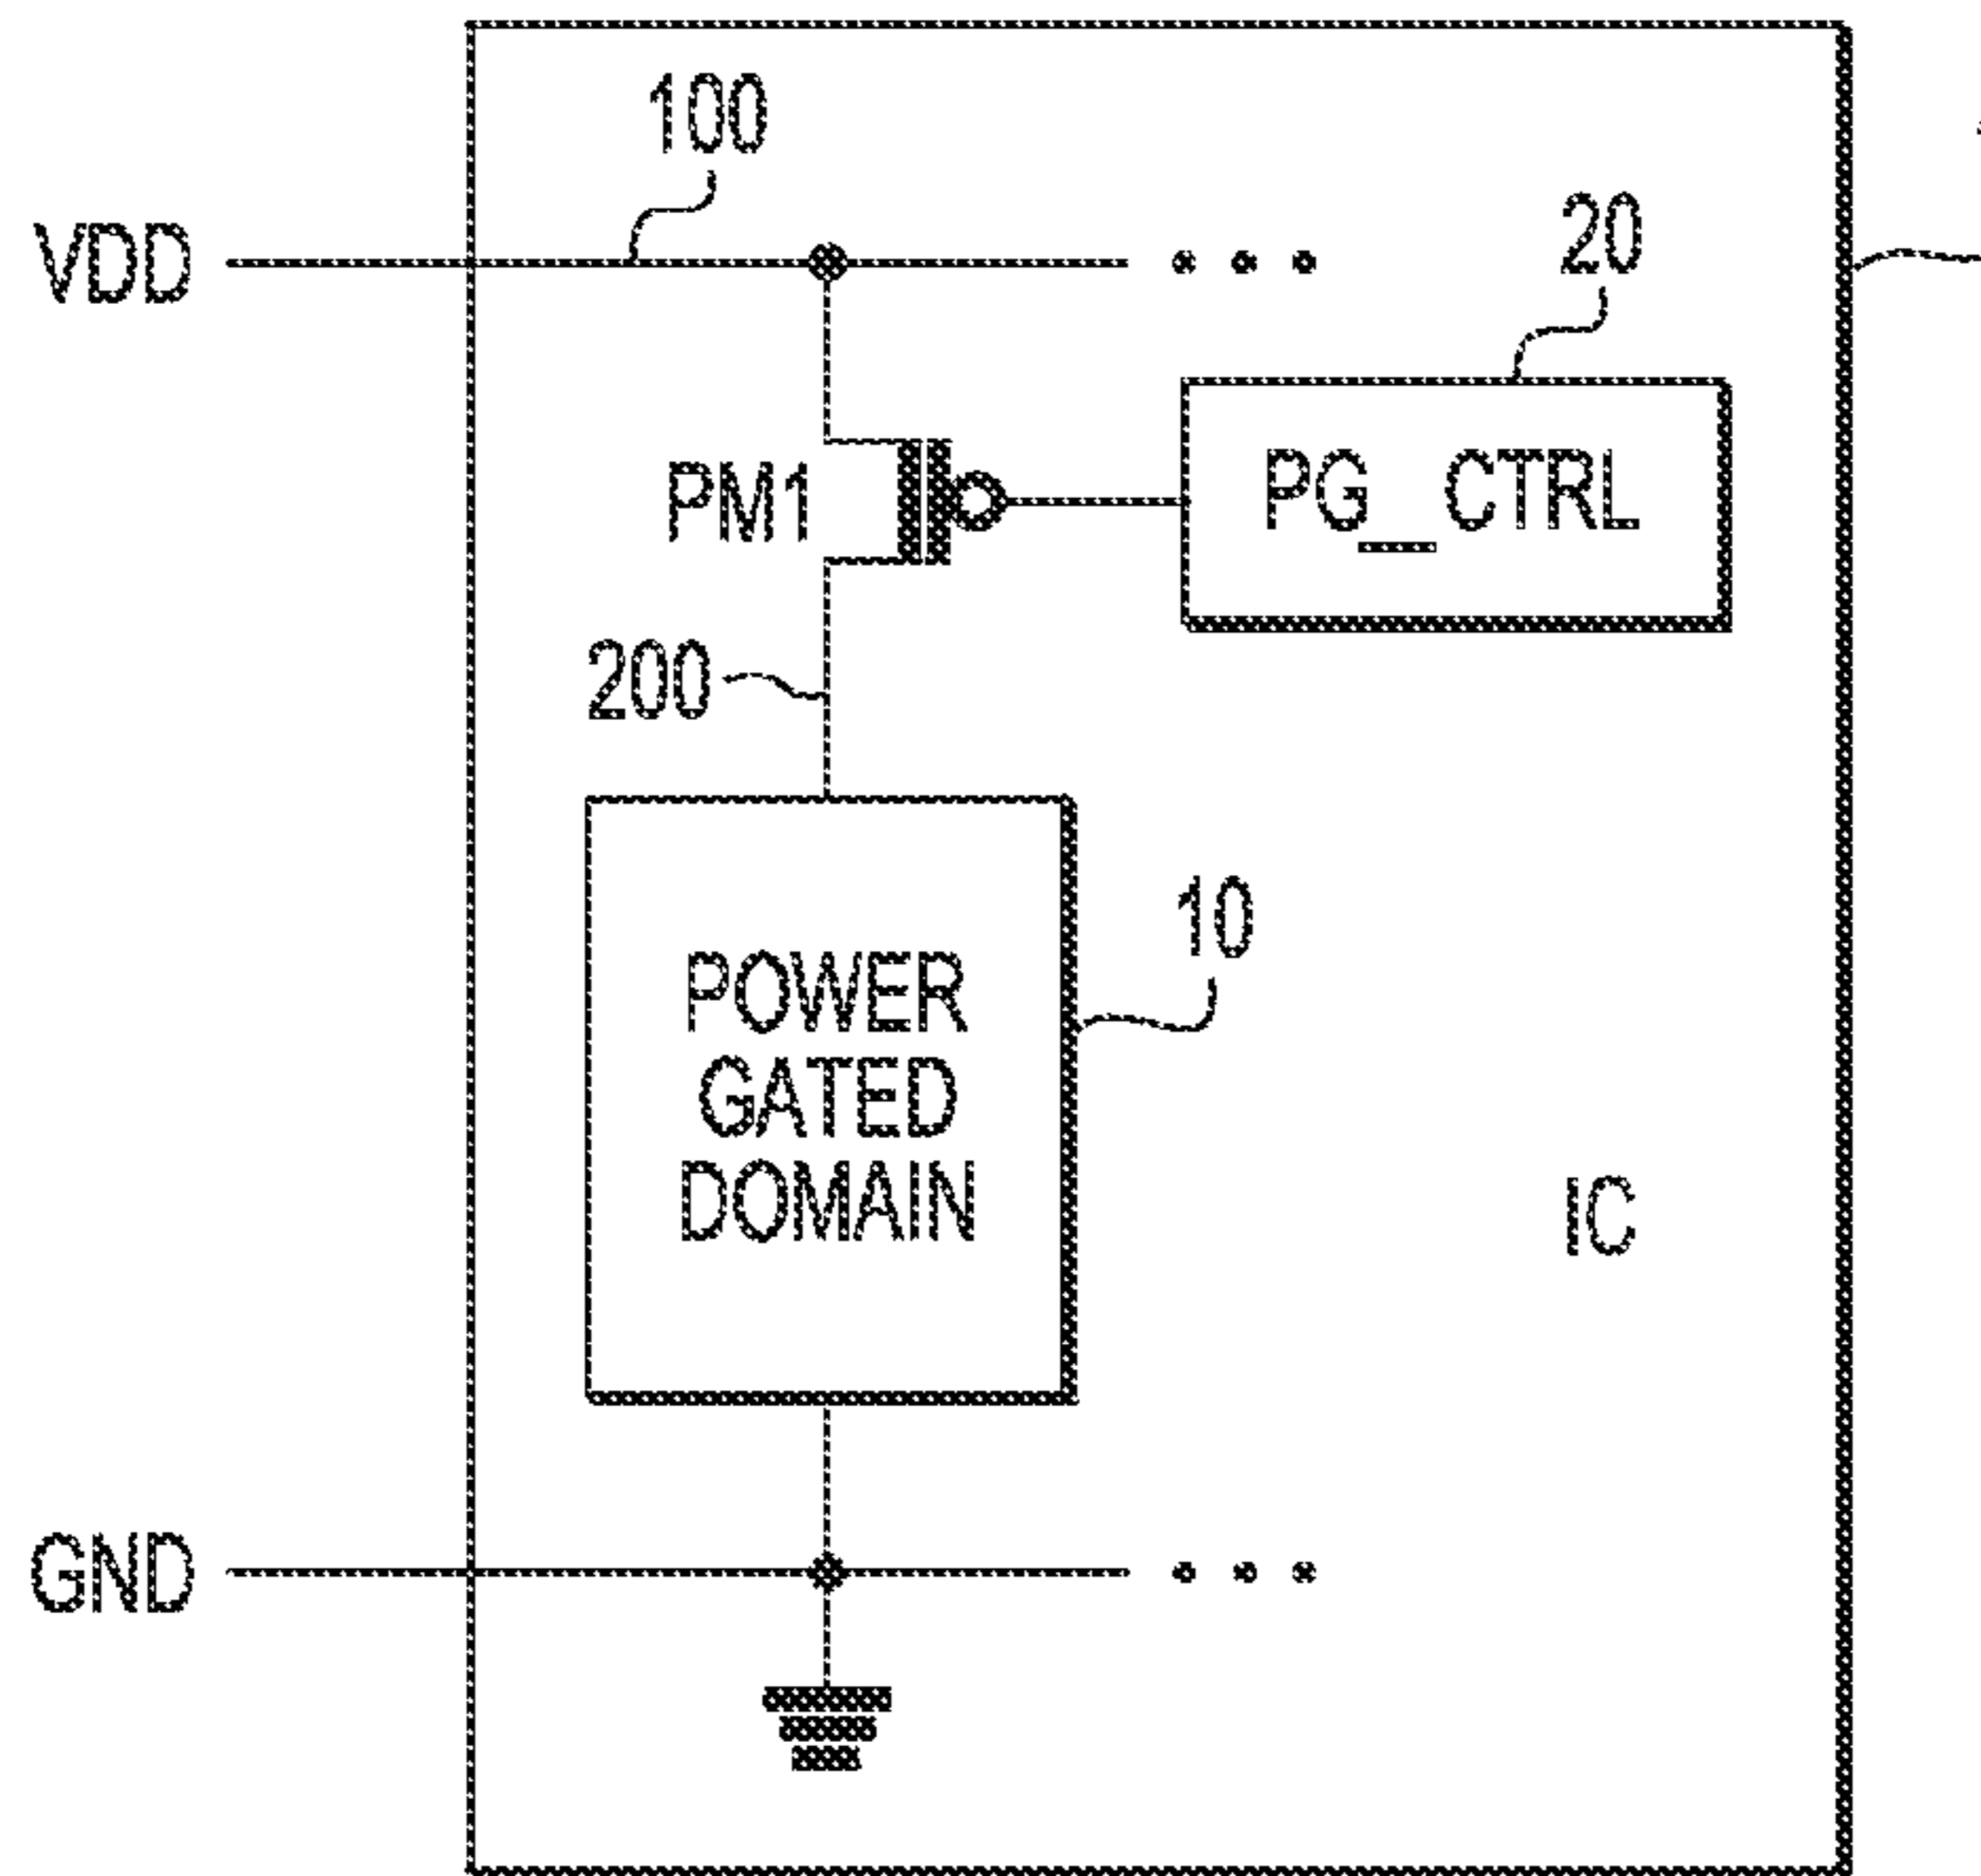 100
VDD
20
PM1
PG_CTRL
200
10
POWER
GATED
DOMAIN
IC
GND